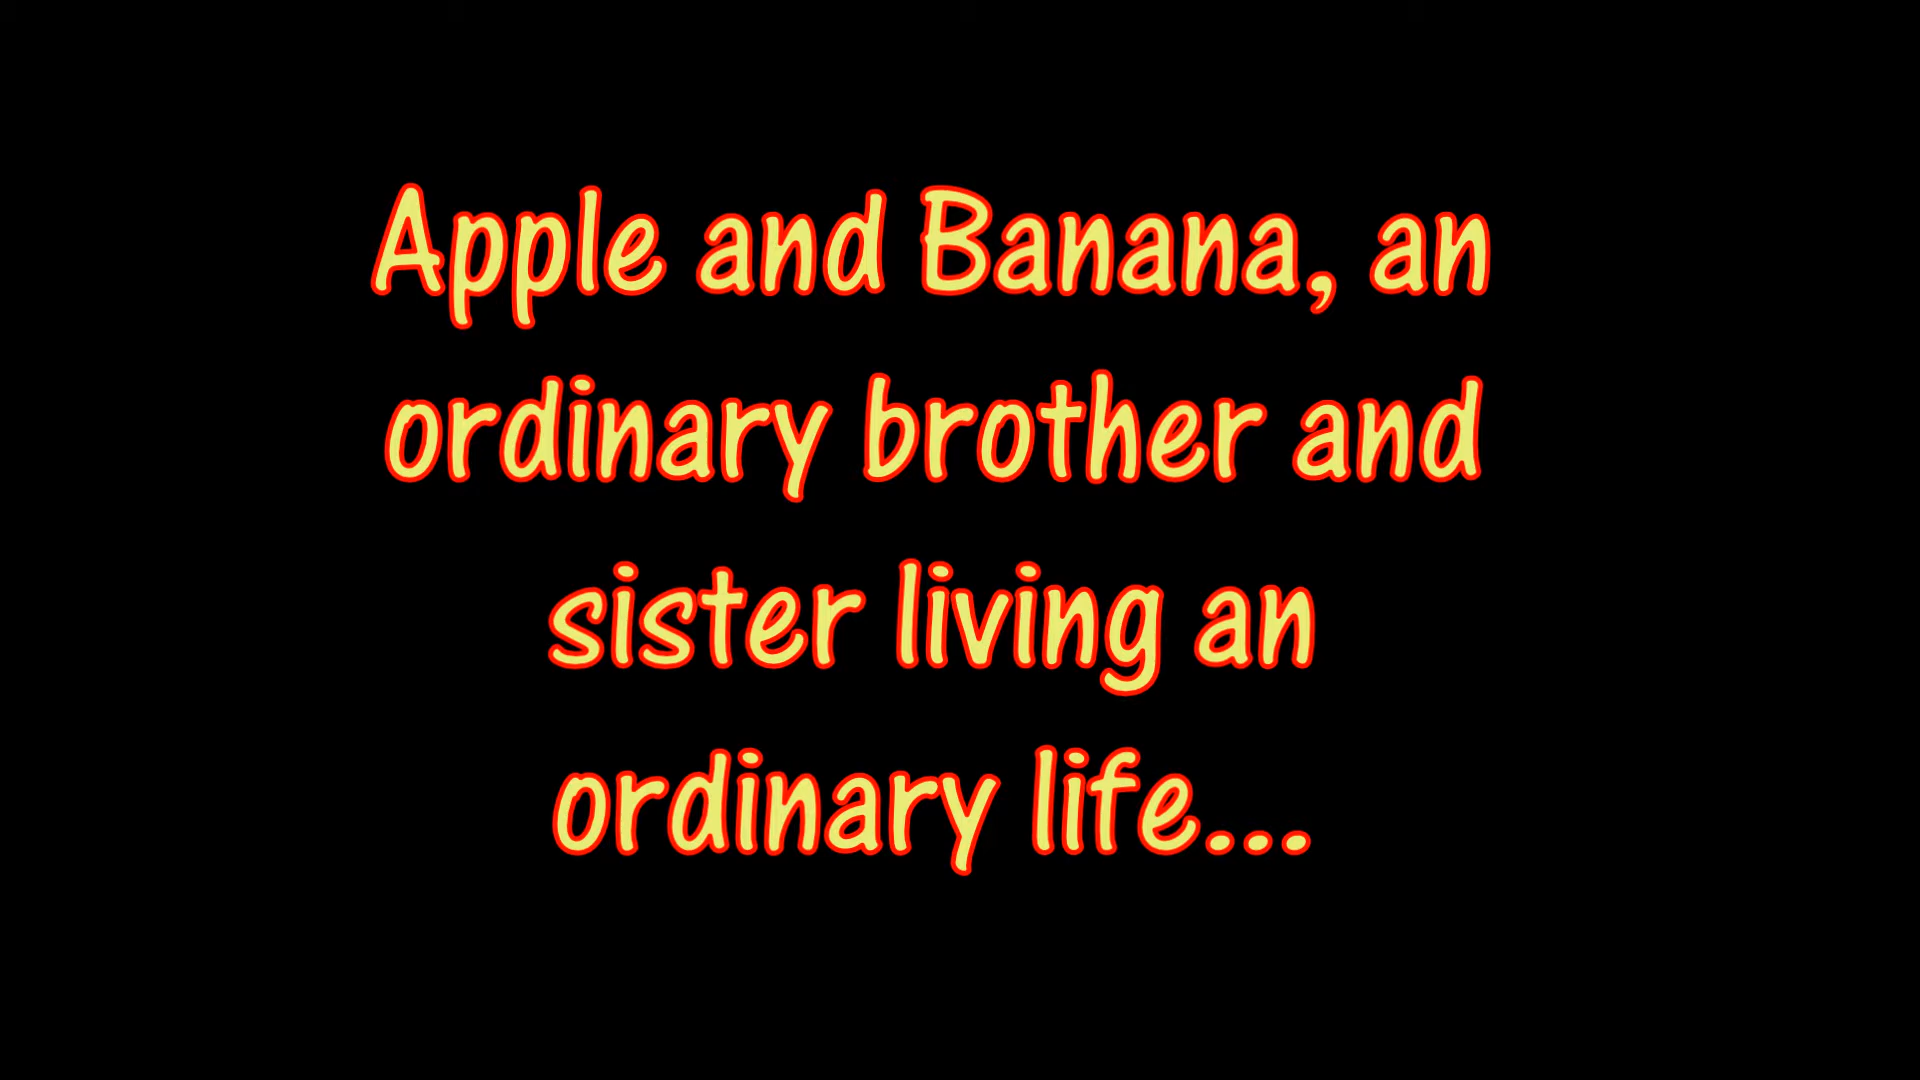 Apple and Banana, an
ordinary brother and
sister living an
ordinary life...